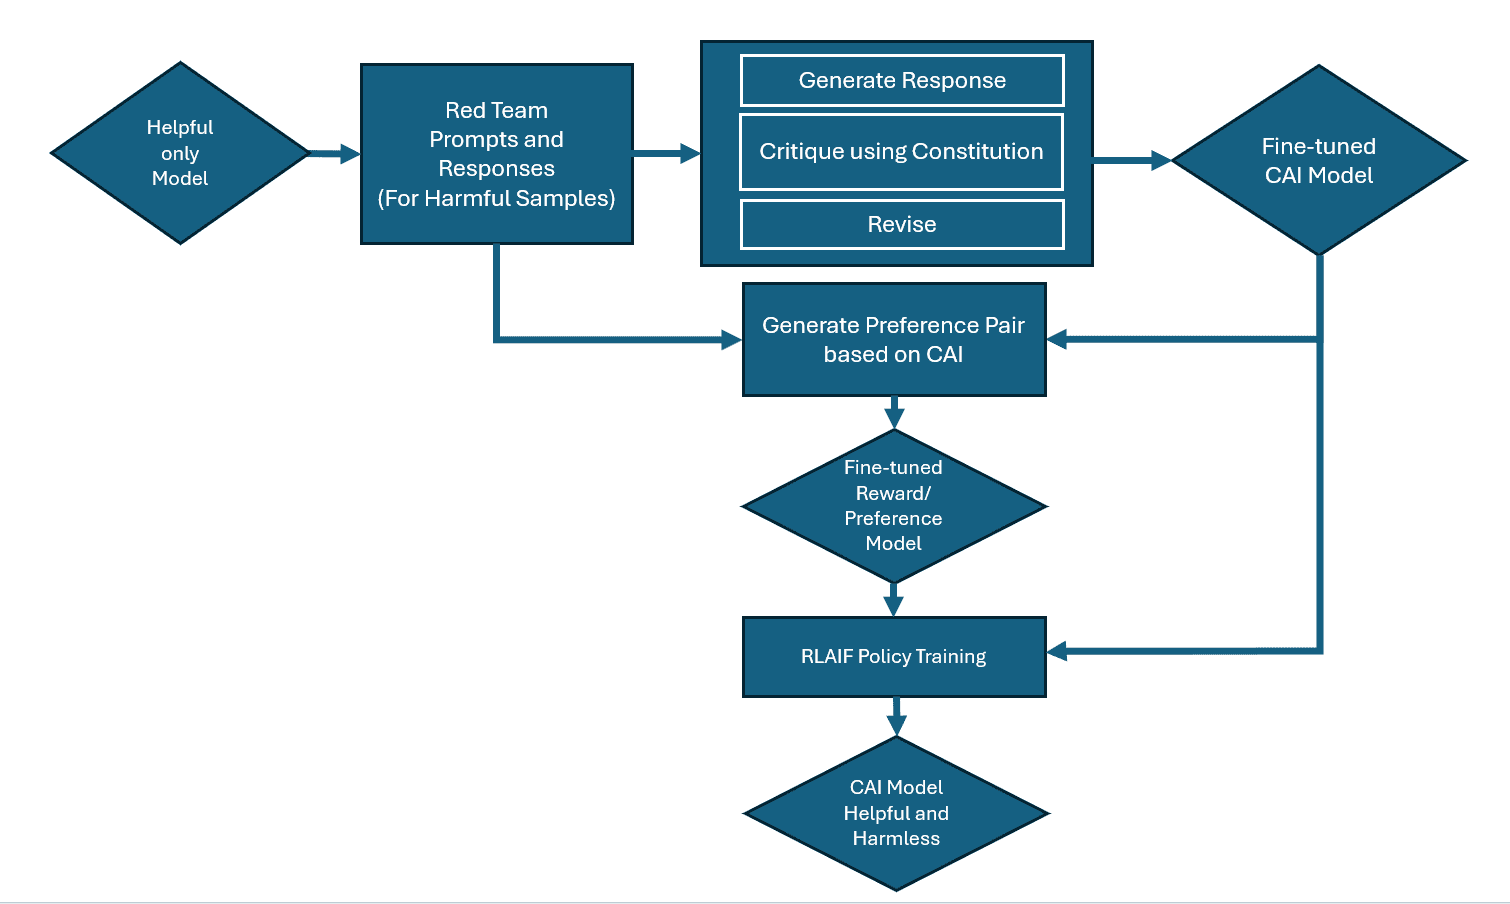 Helpful
only
Model
Red Team
Prompts and
Responses
(For Harmful Samples)
Generate Response
Critique using Constitution
Revise
Fine-tuned
CAI Model
Generate Preference Pair
based on CAI
Fine-tuned
Reward/
Preference
Model
RLAIF Policy Training
CAI Model
Helpful and
Harmless